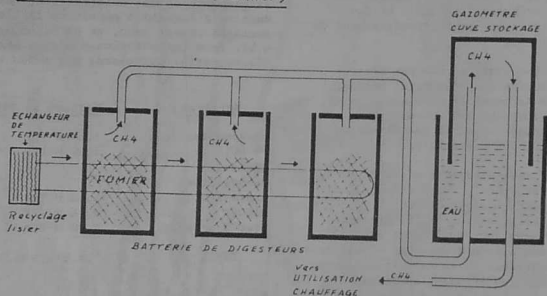 GAZOMETRE
CUVE STOCKAGE
CH4
ECHANGEUR
DE
TEMPERATURE
CH4
CH4
FUMIER
EAU
Recyclage
lisier
BATTERIE DE DIGESTEURS
vers
UTILISATION
CHAUFFAGE
CH4